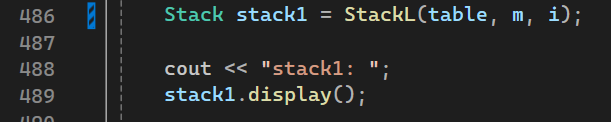 486 Stack stack1 = StackL(table, m, i);
487
488 cout << "stack1: ";
489 stack1.display();